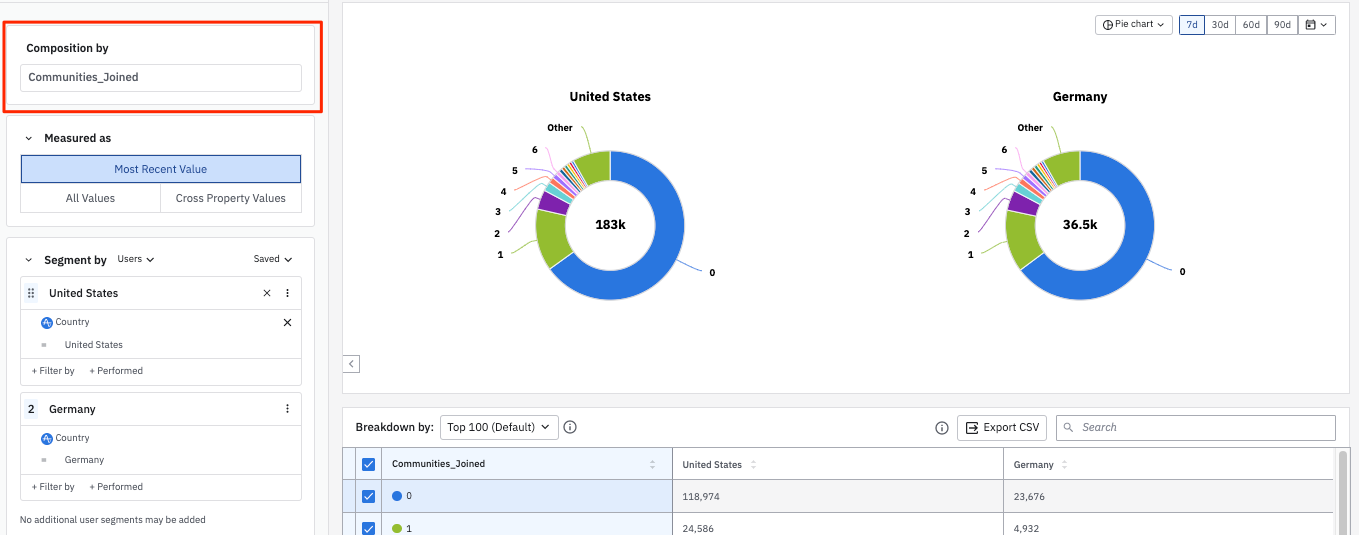 Composition by
Communities_Joined
Measured as
Most Recent Value
All Values
Cross Property Values
Segment by
Users
Saved
United States
Country
=
United States
+ Filter by
+ Performed
2
Germany
Country
=
Germany
+ Filter by
+ Performed
No additional user segments may be added
Pie chart
7d
30d
60d
90d
United States
Other
6
5
4
3
2
1
0
183k
Germany
Other
6
5
4
3
2
1
0
36.5k
Breakdown by:
Top 100 (Default)
Export CSV
Search
Communities_Joined
United States
Germany
0
118,974
23,676
1
24,586
4,932